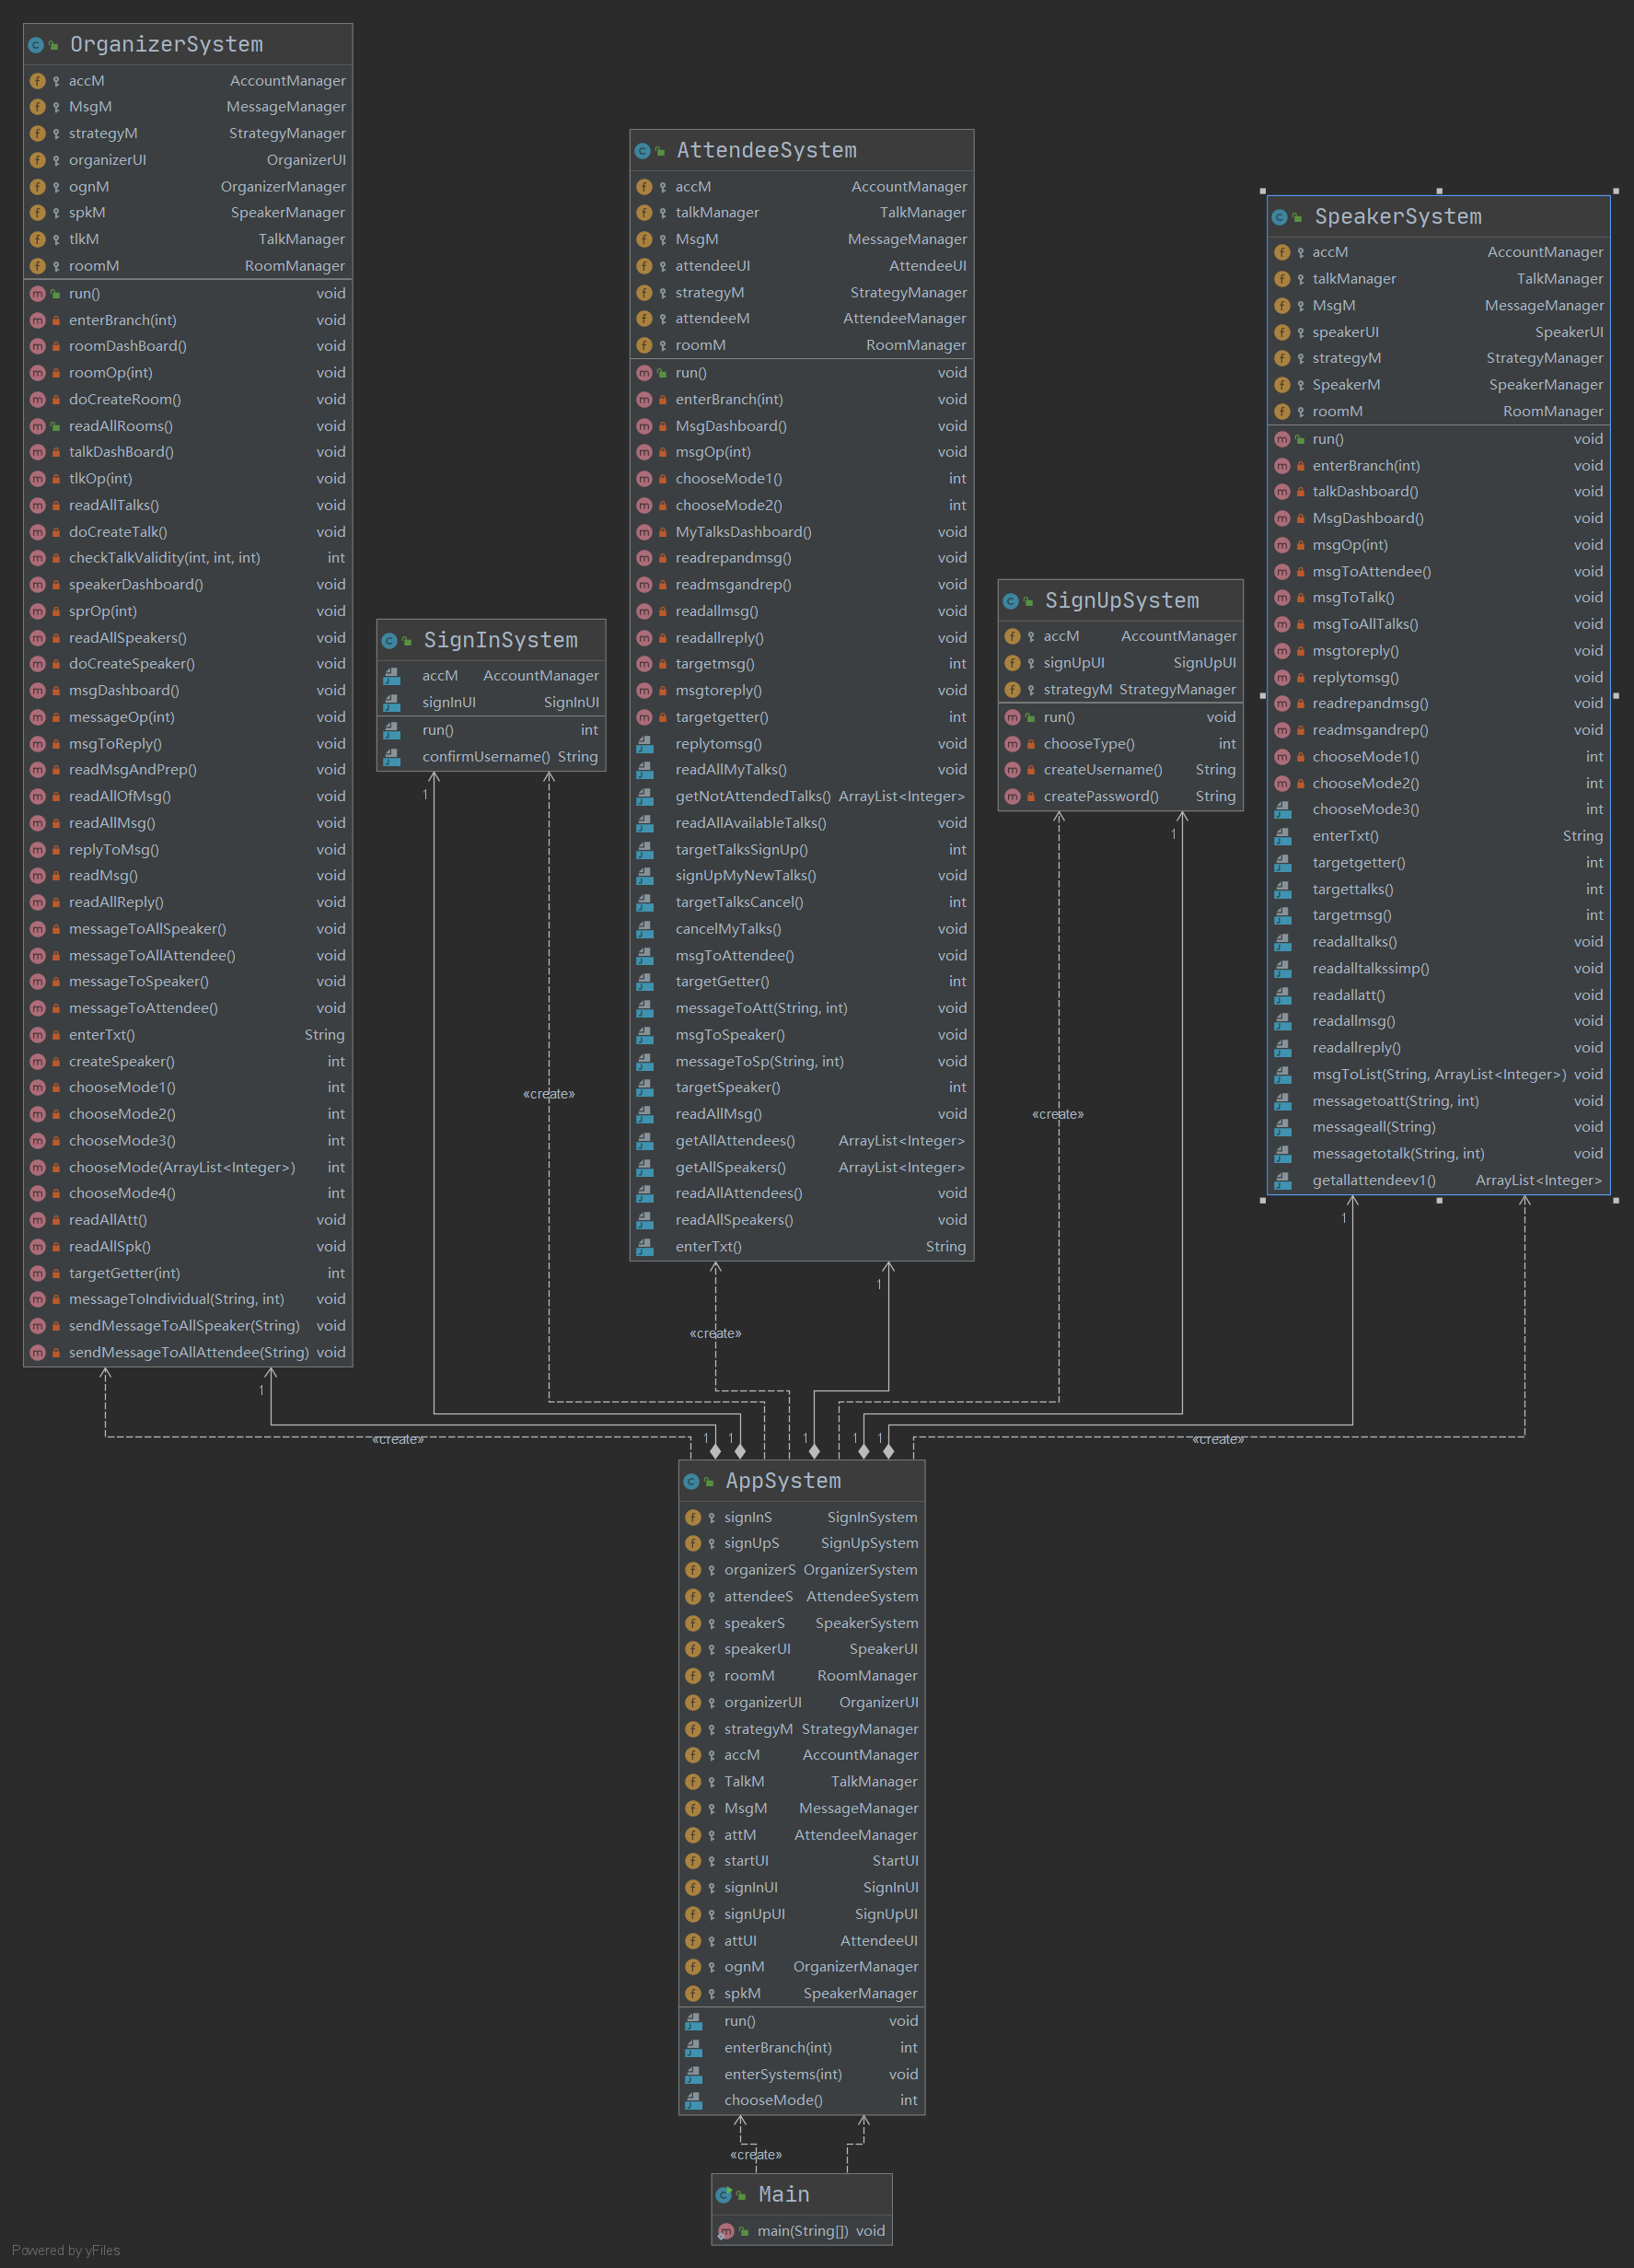 OrganizerSystem
accM AccountManager
MsgM MessageManager
strategyM StrategyManager
organizerUI OrganizerUI
ognM OrganizerManager
spkM SpeakerManager
tlkM TalkManager
roomM RoomManager
run() void
enterBranch(int) void
roomDashBoard() void
roomOp(int) void
doCreateRoom() void
readAllRooms() void
talkDashBoard() void
tlkOp(int) void
readAllTalks() void
doCreateTalk() void
checkTalkValidity(int, int, int) int
speakerDashboard() void
sprOp(int) void
readAllSpeakers() void
doCreateSpeaker() void
msgDashboard() void
messageOp(int) void
msgToReply() void
readMsgAndPrep() void
readAllOfMsg() void
readAllMsg() void
replyToMsg() void
readMsg() void
readAllReply() void
messageToAllSpeaker() void
messageToAllAttendee() void
messageToSpeaker() void
messageToAttendee() void
enterTxt() String
createSpeaker() int
chooseMode1() int
chooseMode2() int
chooseMode3() int
chooseMode(ArrayList<Integer>) int
chooseMode4() int
readAllAtt() void
readAllSpk() void
targetGetter(int) int
messageToIndividual(String, int) void
sendMessageToAllSpeaker(String) void
sendMessageToAllAttendee(String) void
SignInSystem
accM AccountManager
signInUI SignInUI
run() int
confirmUsername() String
AttendeeSystem
accM AccountManager
talkManager TalkManager
MsgM MessageManager
attendeeUI AttendeeUI
strategyM StrategyManager
attendeeM AttendeeManager
roomM RoomManager
run() void
enterBranch(int) void
MsgDashboard() void
msgOp(int) void
chooseMode1() int
chooseMode2() int
MyTalksDashboard() void
readrepandmsg() void
readmsgandrep() void
readallmsg() void
readallreply() void
targetmsg() int
msgtoreply() void
targetgetter() int
replytomsg() void
readAllMyTalks() void
getNotAttendedTalks() ArrayList<Integer>
readAllAvailableTalks() void
targetTalksSignUp() int
signUpMyNewTalks() void
targetTalksCancel() int
cancelMyTalks() void
msgToAttendee() void
targetGetter() int
messageToAtt(String, int) void
msgToSpeaker() void
messageToSp(String, int) void
targetSpeaker() int
readAllMsg() void
getAllAttendees() ArrayList<Integer>
getAllSpeakers() ArrayList<Integer>
readAllAttendees() void
readAllSpeakers() void
enterTxt() String
SignUpSystem
accM AccountManager
signUpUI SignUpUI
strategyM StrategyManager
run() void
chooseType() int
createUsername() String
createPassword() String
SpeakerSystem
accM AccountManager
talkManager TalkManager
MsgM MessageManager
speakerUI SpeakerUI
strategyM StrategyManager
SpeakerM SpeakerManager
roomM RoomManager
run() void
enterBranch(int) void
talkDashboard() void
MsgDashboard() void
msgOp(int) void
msgToAttendee() void
msgToTalk() void
msgToAllTalks() void
msgtoreply() void
replytomsg() void
readrepandmsg() void
readmsgandrep() void
chooseMode1() int
chooseMode2() int
chooseMode3() int
enterTxt() String
targetgetter() int
targettalks() int
targetmsg() int
readalltalks() void
readalltalkssimp() void
readallatt() void
readallmsg() void
readallreply() void
msgToList(String, ArrayList<Integer>) void
messagetoatt(String, int) void
messageall(String) void
messagetotalk(String, int) void
getallattendeev1() ArrayList<Integer>
1
1
«create»
«create»
1
1
«create»
1
«create»
1 1 1 1 1
«create»
AppSystem
signInS SignInSystem
signUpS SignUpSystem
organizerS OrganizerSystem
attendeeS AttendeeSystem
speakerS SpeakerSystem
speakerUI SpeakerUI
roomM RoomManager
organizerUI OrganizerUI
strategyM StrategyManager
accM AccountManager
TalkM TalkManager
MsgM MessageManager
attM AttendeeManager
startUI StartUI
signInUI SignInUI
signUpUI SignUpUI
attUI AttendeeUI
ognM OrganizerManager
spkM SpeakerManager
run() void
enterBranch(int) int
enterSystems(int) void
chooseMode() int
«create»
Main
main(String[]) void
Powered by yFiles